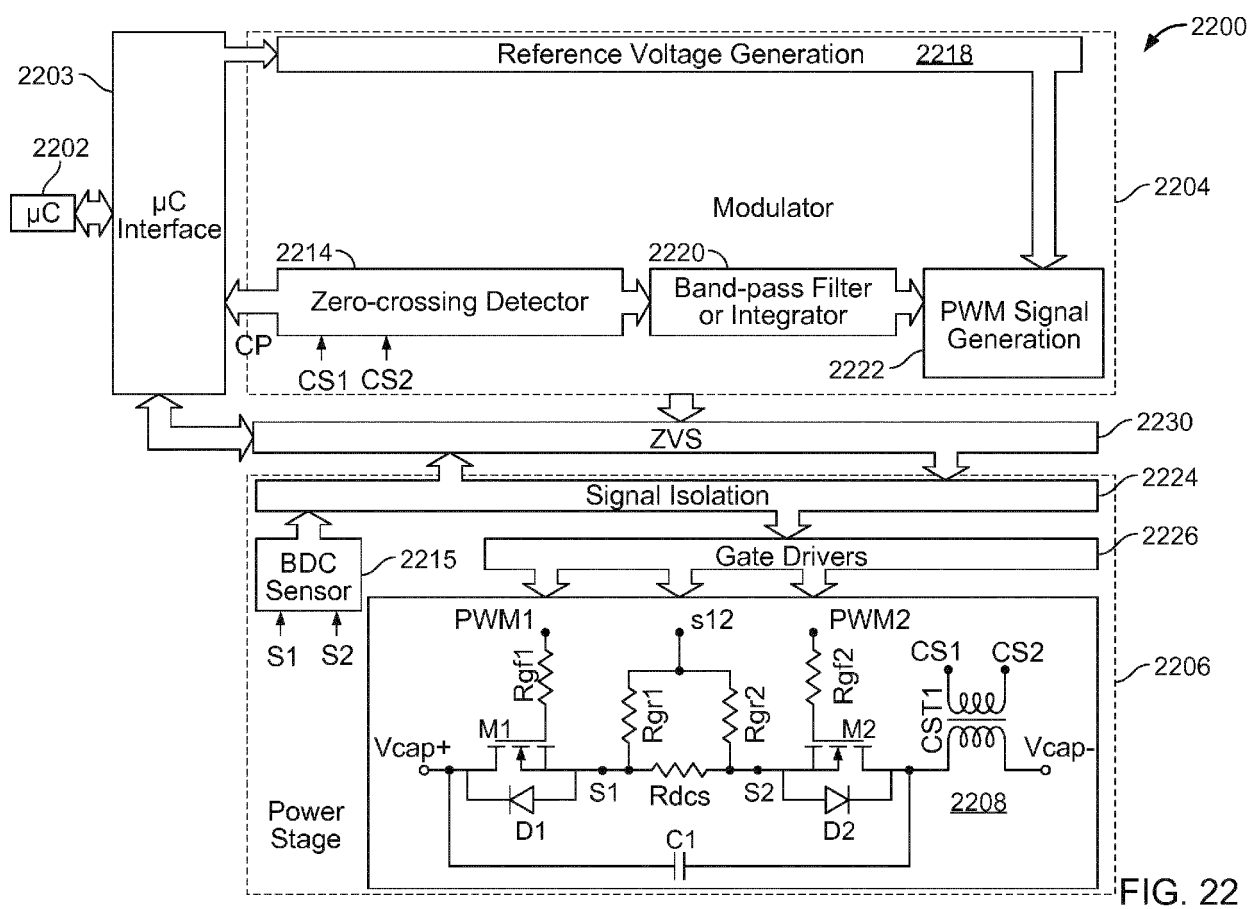 2200
Reference Voltage Generation 2218
2203
2202
µC
µC
Interface
2204
Modulator
2214
Zero-crossing Detector
2220
Band-pass Filter
or Integrator
PWM Signal
Generation
2222
CP
CS1
CS2
ZVS
2230
Signal Isolation
2224
BDC
Sensor
2215
S1
S2
Gate Drivers
2226
PWM1
s12
PWM2
CS1
CS2
2206
Rgf1
Rgr1
Rgr2
Rgf2
CST1
M1
M2
Vcap+
Vcap-
S1
Rdcs
S2
D1
D2
2208
C1
Power
Stage
FIG. 22